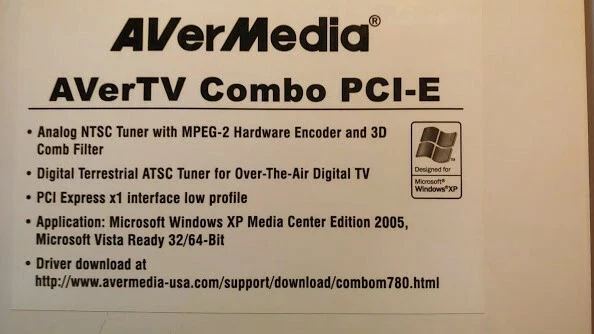 AVerMedia®
AVerTV Combo PCI-E
• Analog NTSC Tuner with MPEG-2 Hardware Encoder and 3D
Comb Filter
• Digital Terrestrial ATSC Tuner for Over-The-Air Digital TV
• PCI Express x1 interface low profile
• Application: Microsoft Windows XP Media Center Edition 2005,
Microsoft Vista Ready 32/64-Bit
• Driver download at
http://www.avermedia-usa.com/support/download/combom780.html
Designed for
Microsoft®
Windows®XP